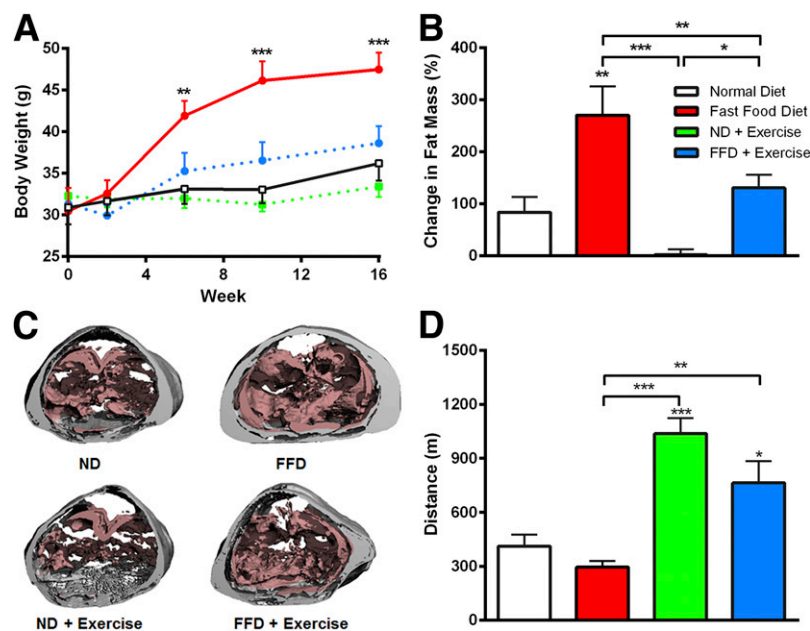 A
Body Weight (g)
50
45
40
35
30
25
**
***
***
0
4
8
12
16
Week
B
Change in Fat Mass (%)
400
300
200
100
0
**
***
*
**
Normal Diet
Fast Food Diet
ND + Exercise
FFD + Exercise
C
ND
FFD
ND + Exercise
FFD + Exercise
D
Distance (m)
1500
1200
900
600
300
0
**
***
***
*